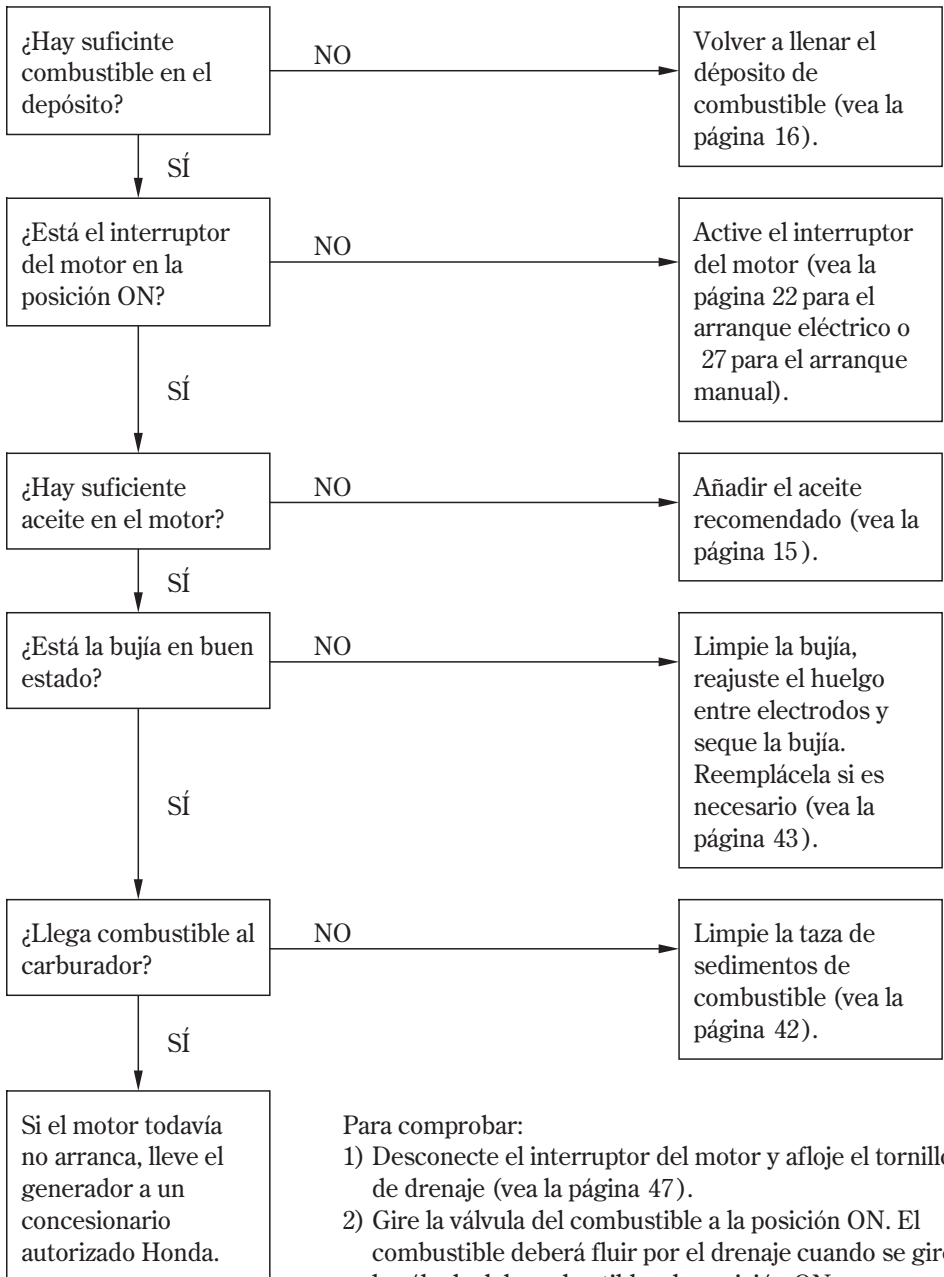 ¿Hay suficinte
combustible en el
depósito?
NO
Volver a llenar el
déposito de
combustible (vea la
página 16).
SÍ
¿Está el interruptor
del motor en la
posición ON?
NO
Active el interruptor
del motor (vea la
página 22 para el
arranque eléctrico o
27 para el arranque
manual).
SÍ
¿Hay suficiente
aceite en el motor?
NO
Añadir el aceite
recomendado (vea la
página 15).
SÍ
¿Está la bujía en buen
estado?
NO
Limpie la bujía,
reajuste el huelgo
entre electrodos y
seque la bujía.
Reemplácela si es
necesario (vea la
página 43).
SÍ
¿Llega combustible al
carburador?
NO
Limpie la taza de
sedimentos de
combustible (vea la
página 42).
SÍ
Si el motor todavía
no arranca, lleve el
generador a un
concesionario
autorizado Honda.
Para comprobar:
1) Desconecte el interruptor del motor y afloje el tornillo
de drenaje (vea la página 47).
2) Gire la válvula del combustible a la posición ON. El
combustible deberá fluir por el drenaje cuando se gire